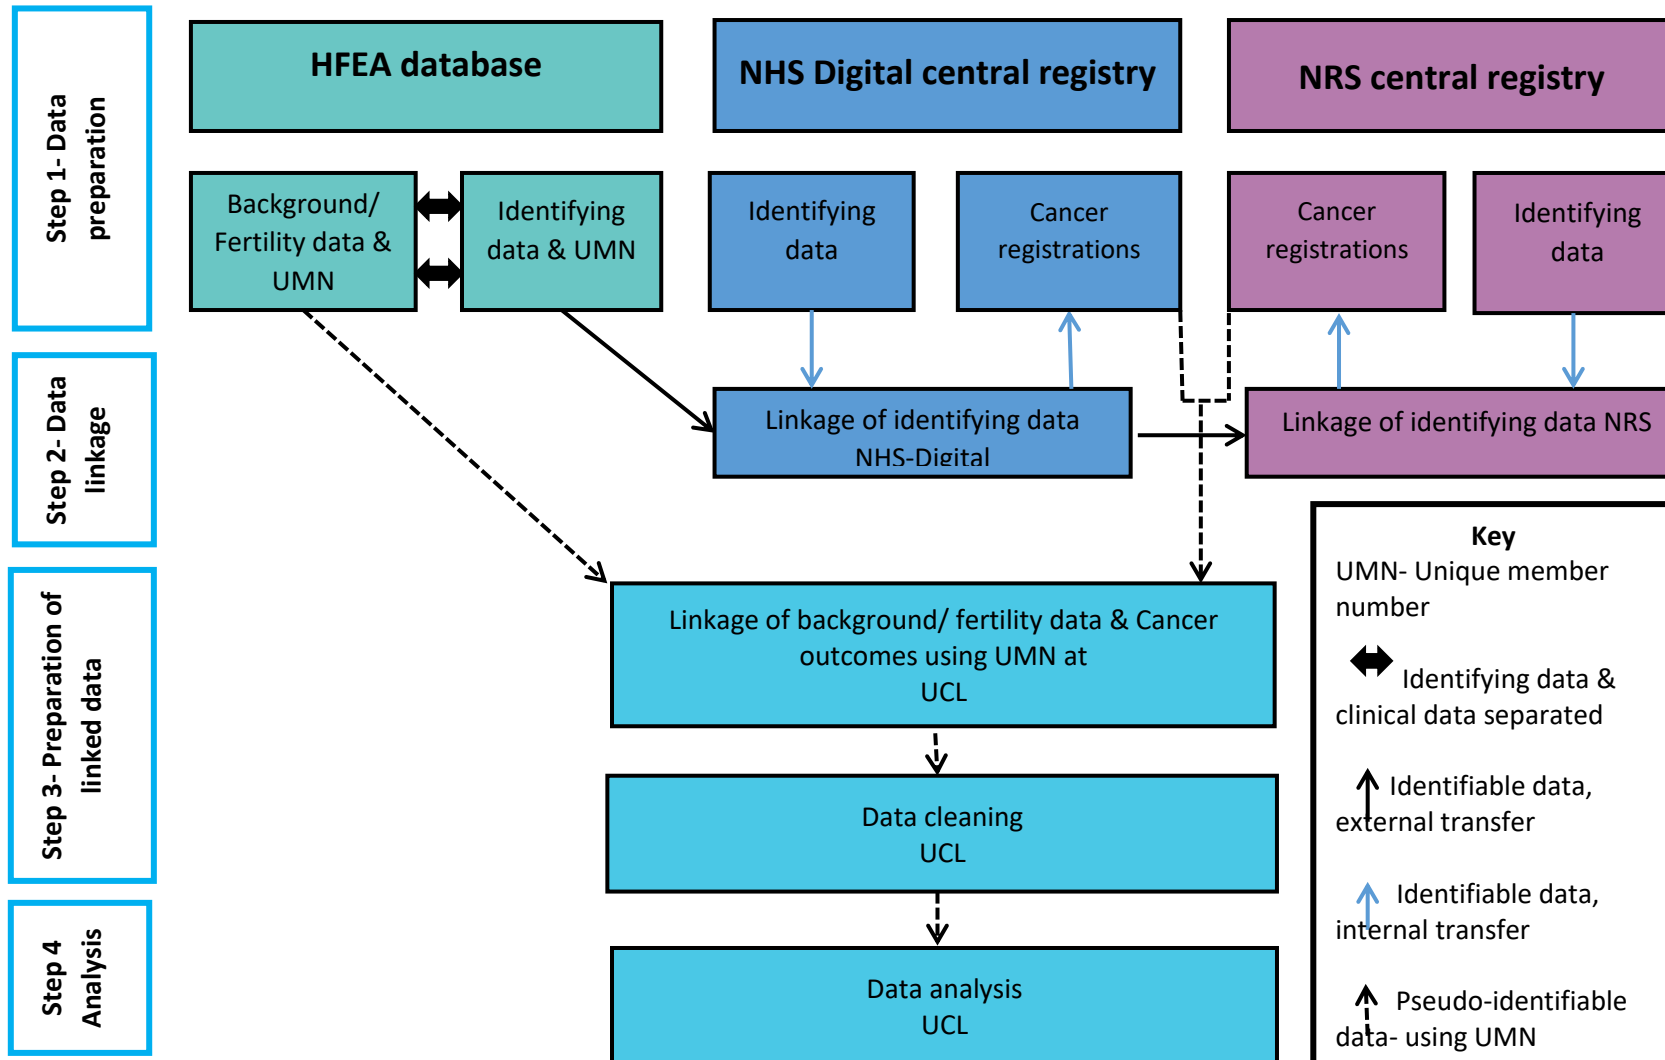 Step 1- Data
preparation
HFEA database
NHS Digital central registry
NRS central registry
Background/
Fertility data &
UMN
Identifying
data & UMN
Identifying
data
Cancer
registrations
Cancer
registrations
Identifying
data
Step 2- Data
linkage
Linkage of identifying data
NHS-Digital
Linkage of identifying data NRS
Step 3- Preparation of
linked data
Linkage of background/ fertility data & Cancer
outcomes using UMN at
UCL
Data cleaning
UCL
Step 4
Analysis
Data analysis
UCL
Key
UMN- Unique member
number
Identifying data &
clinical data separated
Identifiable data,
external transfer
Identifiable data,
internal transfer
Pseudo-identifiable
data- using UMN